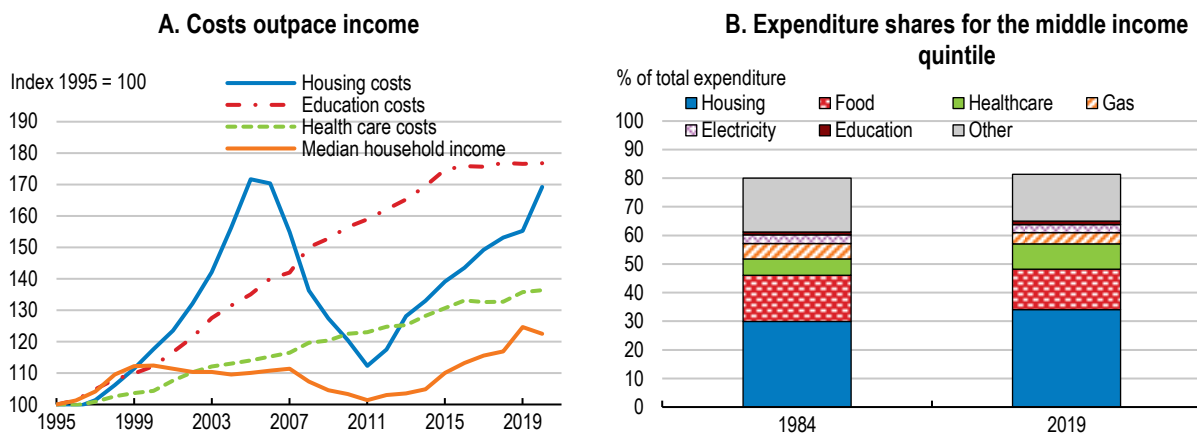 A. Costs outpace income
Index 1995 = 100
Housing costs
Education costs
Health care costs
Median household income
190
180
170
160
150
140
130
120
110
100
1995 1999 2003 2007 2011 2015 2019
B. Expenditure shares for the middle income
quintile
% of total expenditure
Housing Food Healthcare Gas
Electricity Education Other
100
90
80
70
60
50
40
30
20
10
0
1984 2019